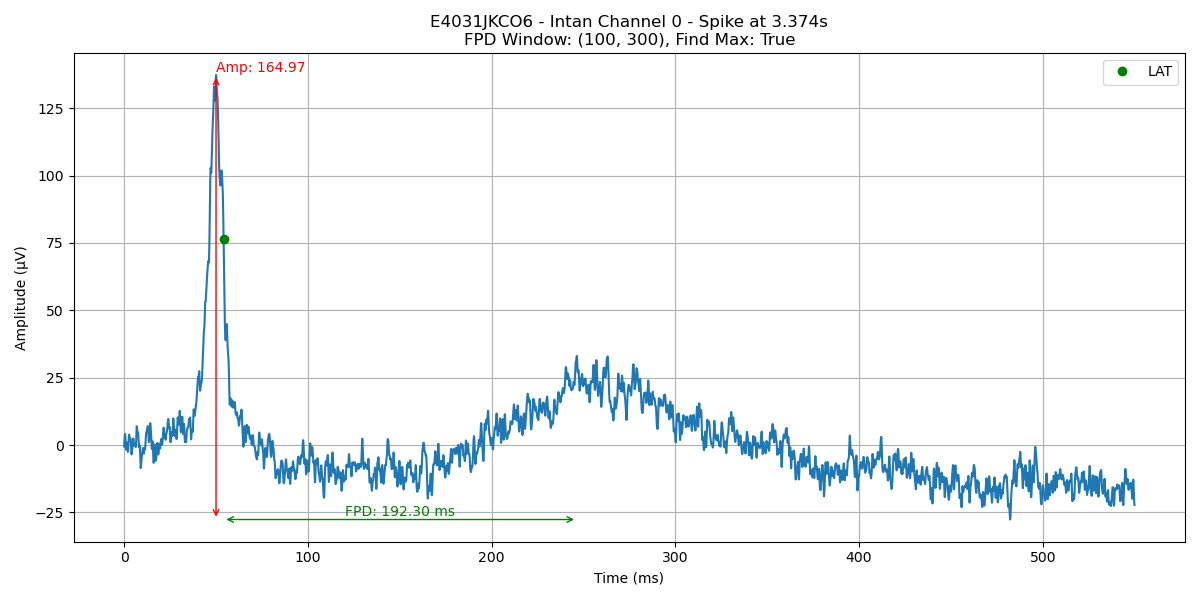 E4031JKCO6 - Intan Channel 0 - Spike at 3.374s
FPD Window: (100, 300), Find Max: True
Amp: 164.97
LAT
125
100
75
50
25
0
−25
Amplitude (µV)
FPD: 192.30 ms
0 100 200 300 400 500
Time (ms)